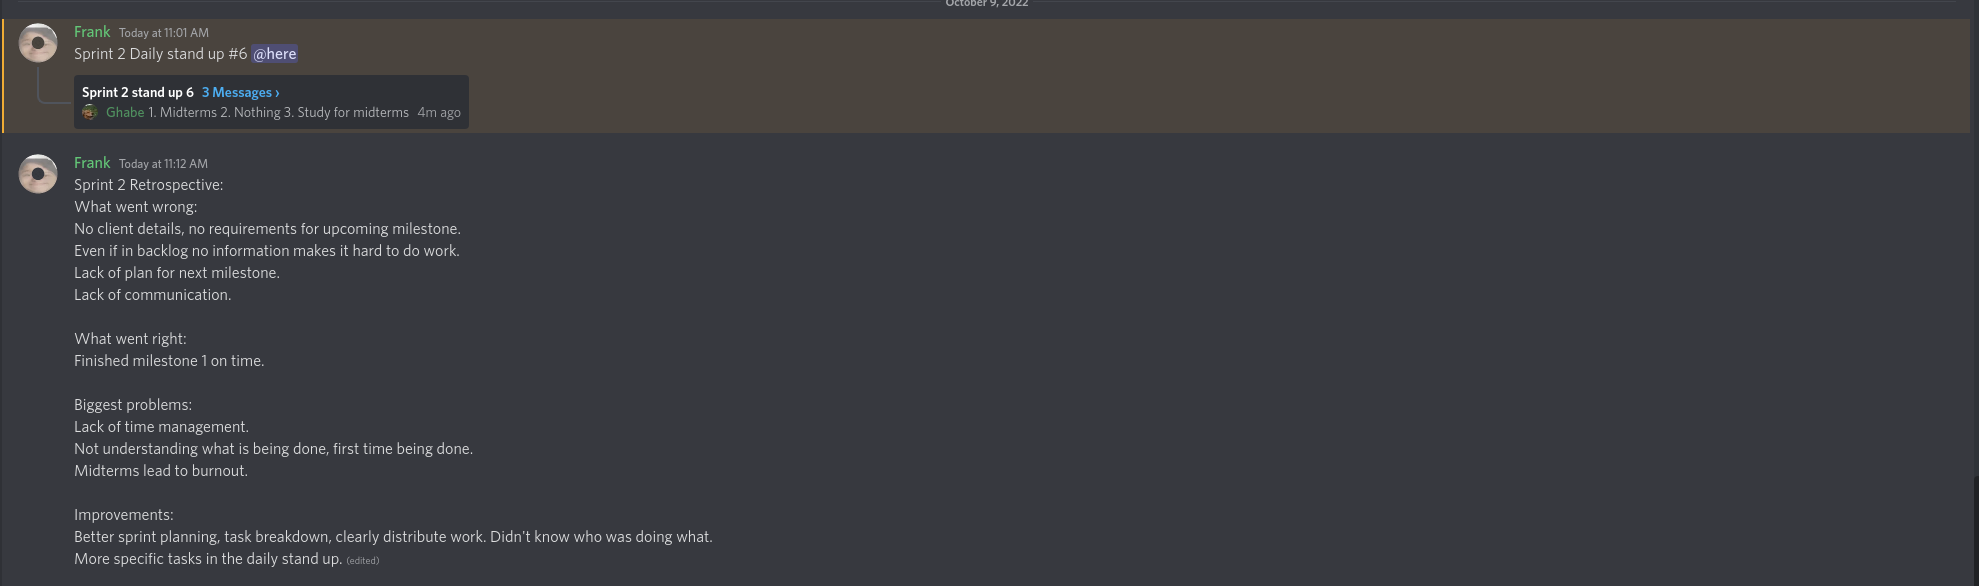 October 9, 2022
Frank Today at 11:01 AM
Sprint 2 Daily stand up #6 @here
Sprint 2 stand up 6 3 Messages ›
Ghabe 1. Midterms 2. Nothing 3. Study for midterms 4m ago
Frank Today at 11:12 AM
Sprint 2 Retrospective:
What went wrong:
No client details, no requirements for upcoming milestone.
Even if in backlog no information makes it hard to do work.
Lack of plan for next milestone.
Lack of communication.
What went right:
Finished milestone 1 on time.
Biggest problems:
Lack of time management.
Not understanding what is being done, first time being done.
Midterms lead to burnout.
Improvements:
Better sprint planning, task breakdown, clearly distribute work. Didn't know who was doing what.
More specific tasks in the daily stand up. (edited)